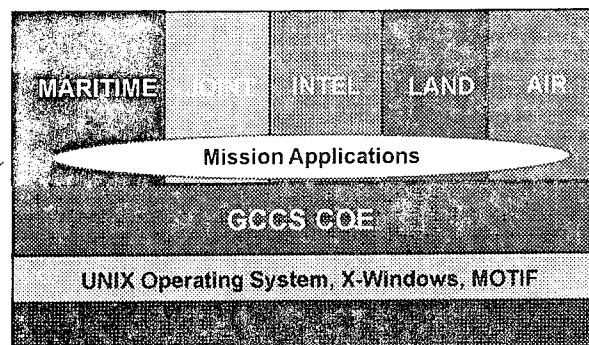 MARITIME JOINT INTEL LAND AIR
Mission Applications
GCCS COE
UNIX Operating System, X-Windows, MOTIF